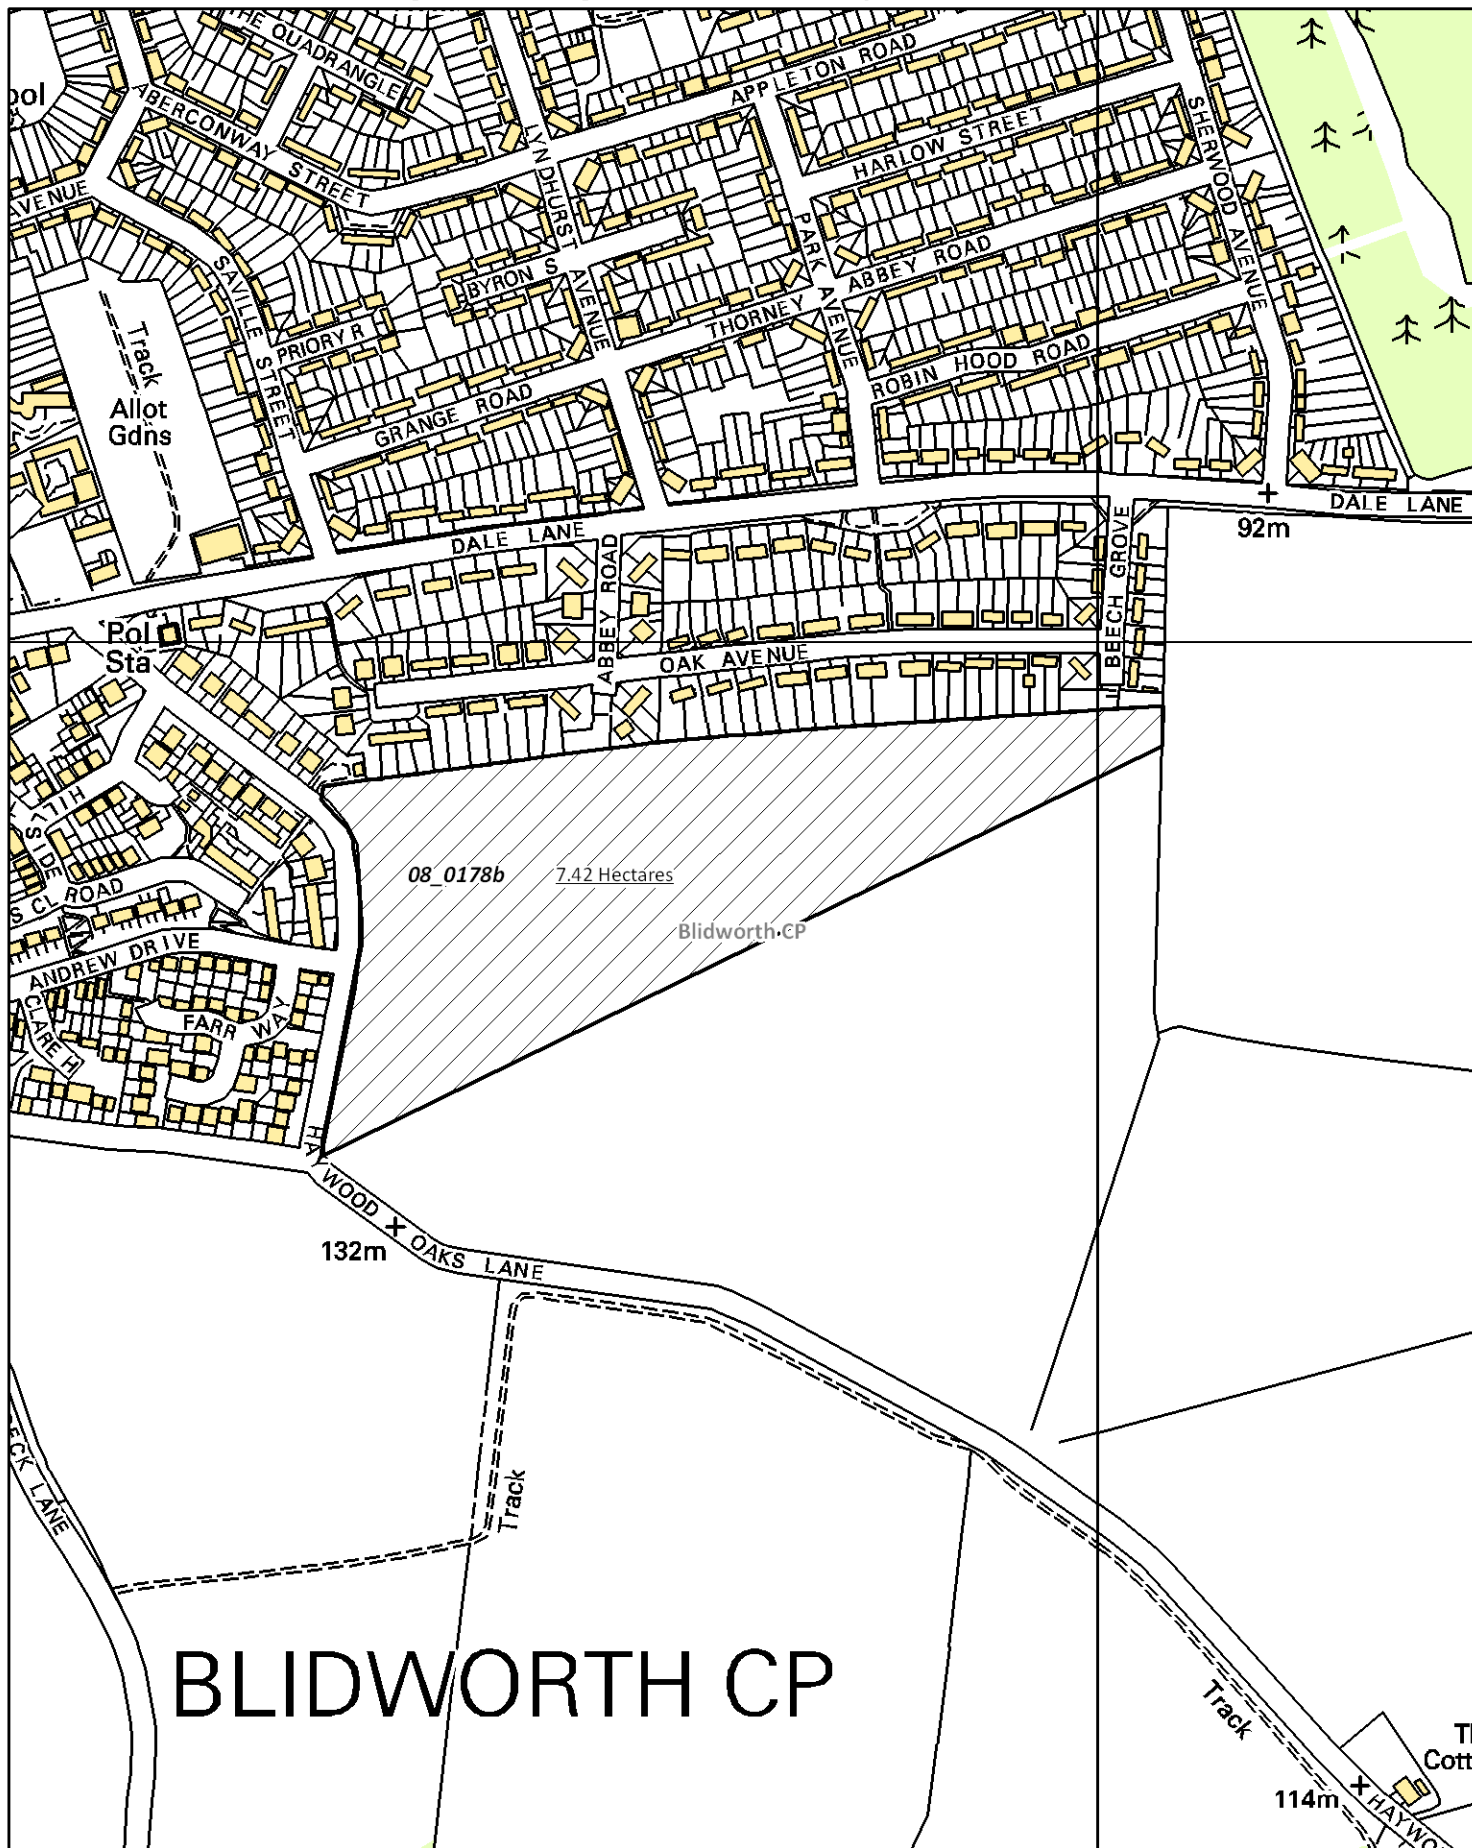 THE QUADRANGLE
APPLETON ROAD
ool
ABERCONWAY STREET
LYNDHURST AVENUE
HARLOW STREET
SHERWOOD AVENUE
AVENUE
PARK AVENUE
SAVILLE STREET
BYRON S
THORNEY ABBEY ROAD
PRIORY R
Track
ROBIN HOOD ROAD
Allot
Gdns
GRANGE ROAD
DALE LANE
DALE LANE
92m
ABBEY ROAD
BEECH GROVE
Pol
Sta
OAK AVENUE
HILLSIDE
08_0178b
7.42 Hectares
S CL ROAD
Blidworth CP
ANDREW DRIVE
CLARE H
FARR WAY
HAYWOOD OAKS LANE
132m
ECK LANE
Track
BLIDWORTH CP
Track
Cott
114m
HAYWO